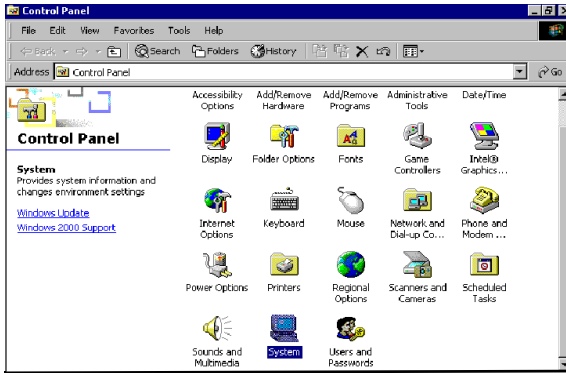 Control Panel
File Edit View Favorites Tools Help
Back Search Folders History
Address Control Panel Go
Control Panel
System
Provides system information and
changes environment settings
Windows Update
Windows 2000 Support
Accessibility Options
Add/Remove Hardware
Add/Remove Programs
Administrative Tools
Date/Time
Display
Folder Options
Fonts
Game Controllers
Intel® Graphics...
Internet Options
Keyboard
Mouse
Network and Dial-up Co...
Phone and Modem ...
Power Options
Printers
Regional Options
Scanners and Cameras
Scheduled Tasks
Sounds and Multimedia
System
Users and Passwords